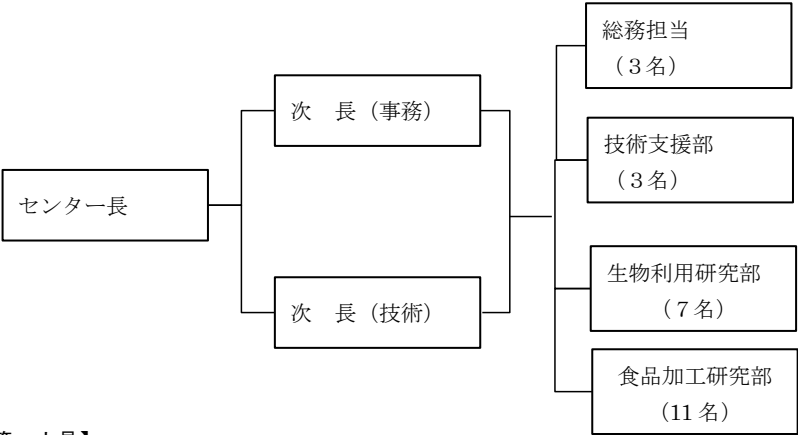 センター長
次　長（事務）
次　長（技術）
総務担当
（３名）
技術支援部
（３名）
生物利用研究部
（７名）
食品加工研究部
（11 名）